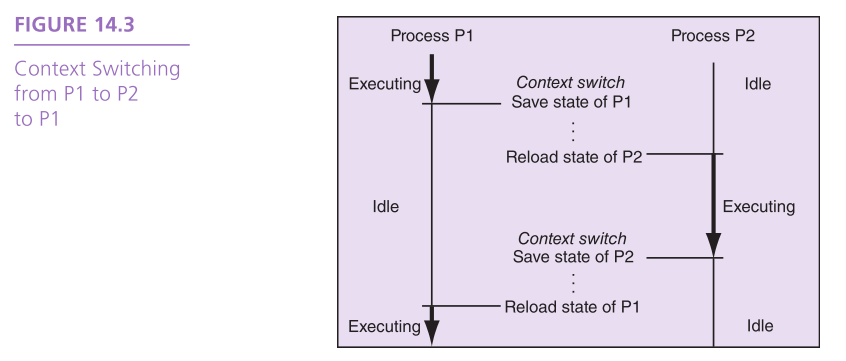 FIGURE 14.3
Context Switching
from P1 to P2
to P1
Process P1
Process P2
Executing
Context switch
Idle
Save state of P1
Reload state of P2
Idle
Executing
Context switch
Save state of P2
Reload state of P1
Executing
Idle